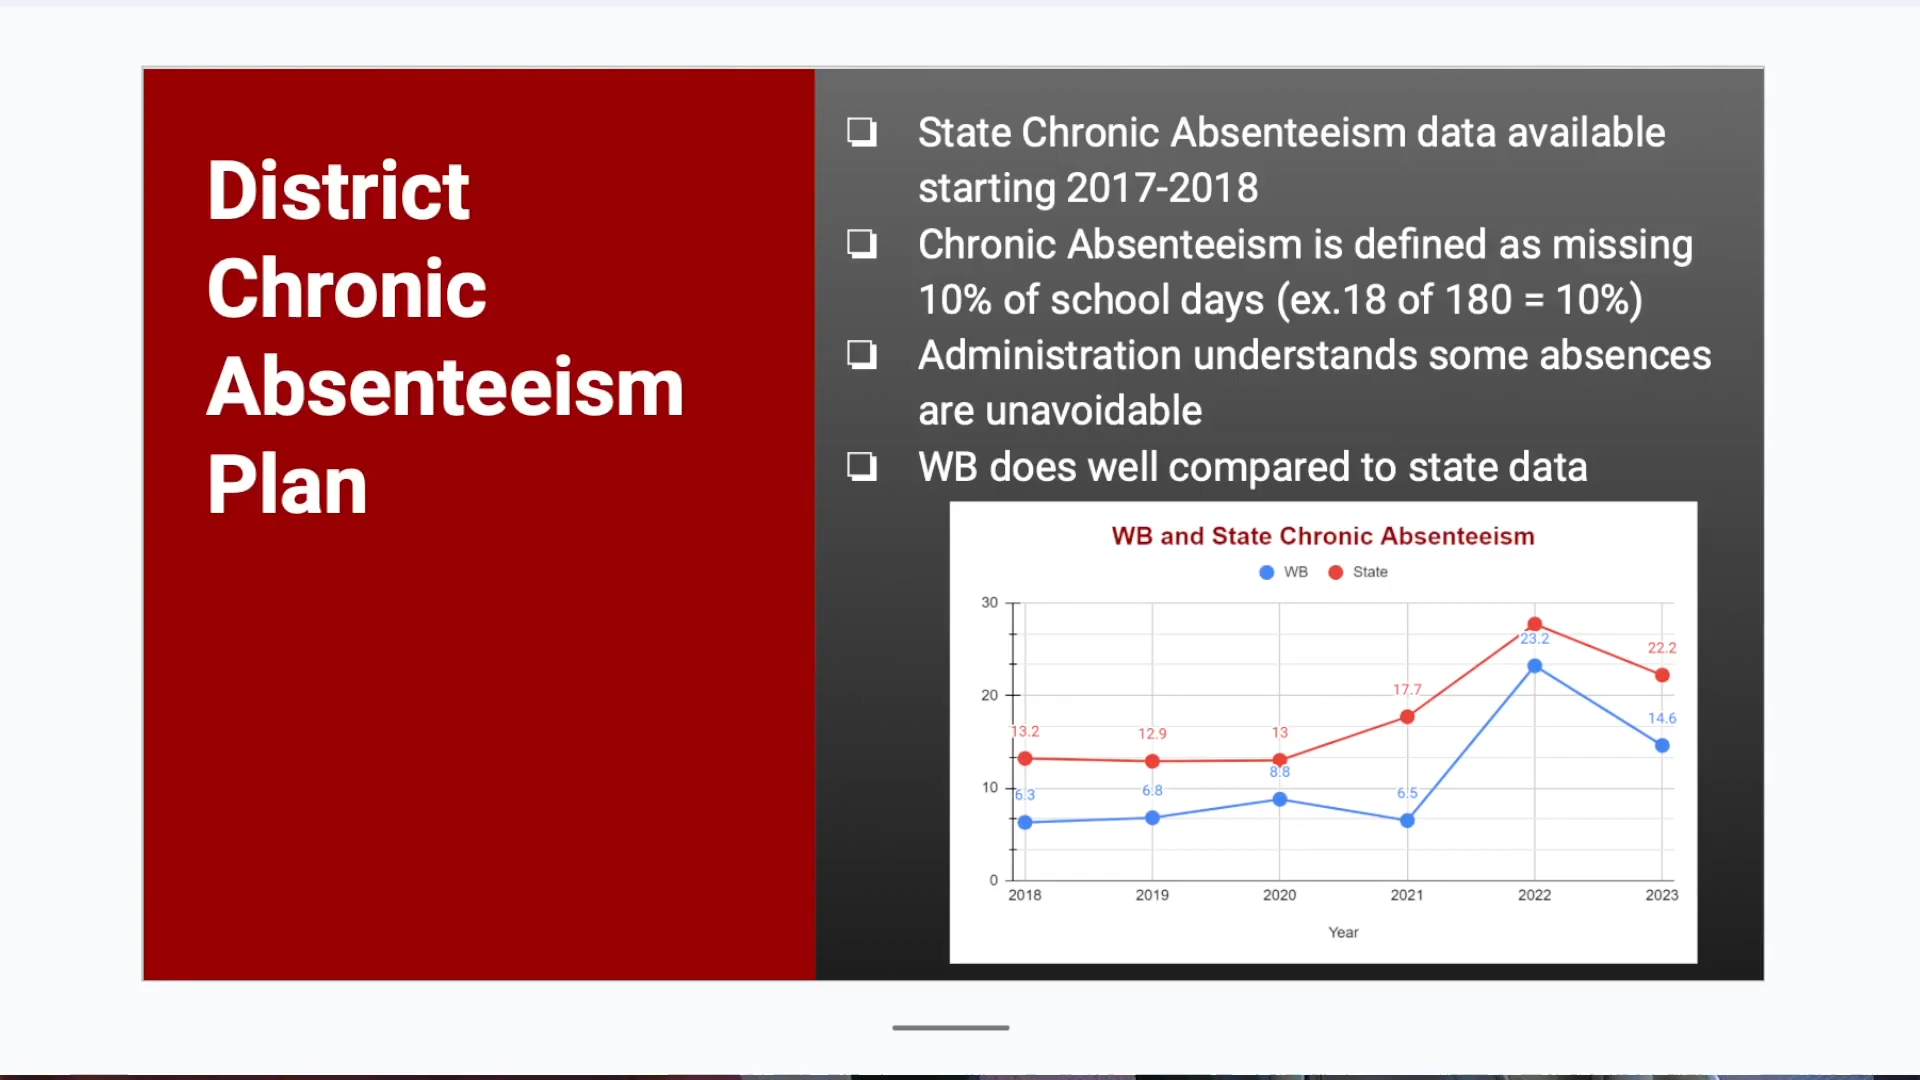 District
Chronic
Absenteeism
Plan
State Chronic Absenteeism data available
starting 2017-2018
Chronic Absenteeism is defined as missing
10% of school days (ex.18 of 180 = 10%)
Administration understands some absences
are unavoidable
WB does well compared to state data
WB and State Chronic Absenteeism
WB State
30
20
10
0
13.2 12.9 13 17.7 22.2
6.3 6.8 8.8 6.5 23.2 14.6
2018 2019 2020 2021 2022 2023
Year